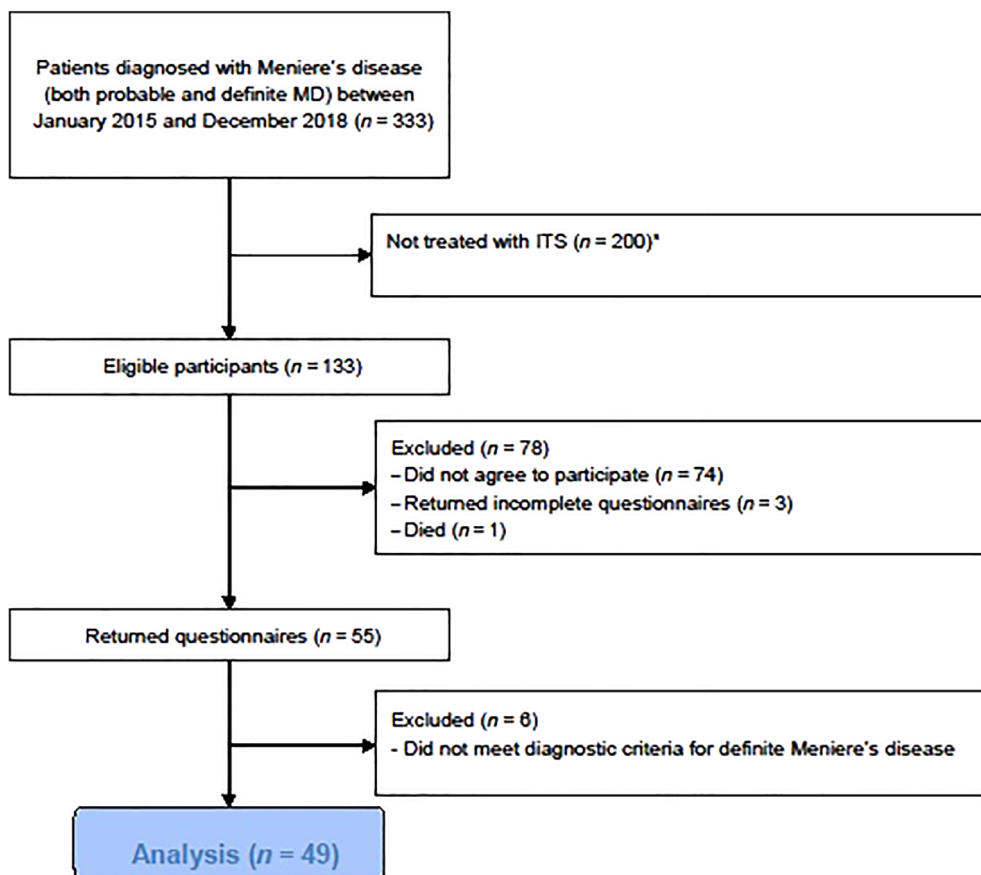 Patients diagnosed with Meniere's disease
(both probable and definite MD) between
January 2015 and December 2018 (n = 333)
Not treated with ITS (n = 200)*
Eligible participants (n = 133)
Excluded (n = 78)
– Did not agree to participate (n = 74)
– Returned incomplete questionnaires (n = 3)
– Died (n = 1)
Returned questionnaires (n = 55)
Excluded (n = 6)
- Did not meet diagnostic criteria for definite Meniere's disease
Analysis (n = 49)